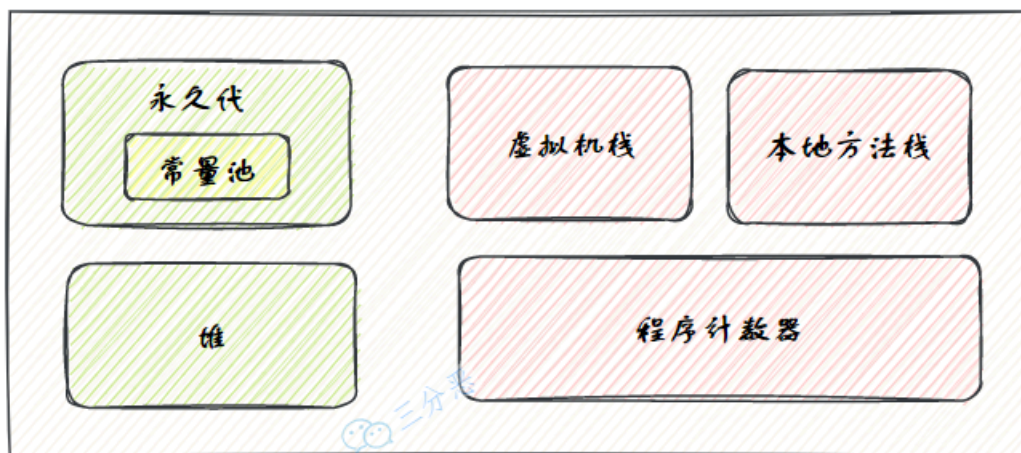 永久代
常量池
虚拟机栈
本地方法栈
堆
程序计数器
三分恶